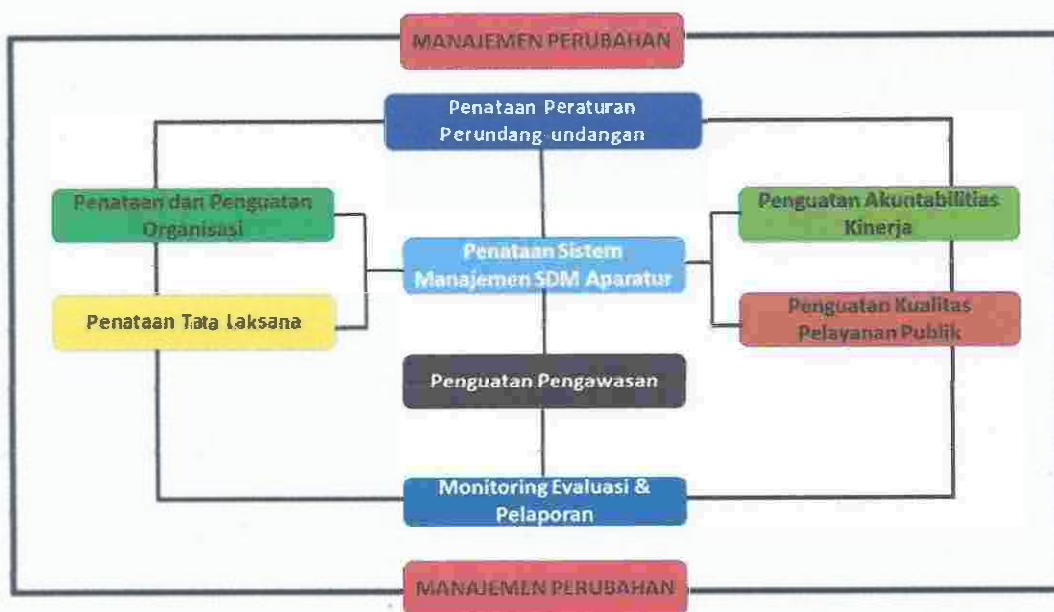 MANAJEMEN PERUBAHAN
Penataan Peraturan
Perundang-undangan
Penataan dan Penguatan
Organisasi
Penguatan Akuntabilitias
Kinerja
Penataan Sistem
Manajemen SDM Aparatur
Penataan Tata Laksana
Penguatan Kualitas
Pelayanan Publik
Penguatan Pengawasan
Monitoring Evaluasi &
Pelaporan
MANAJEMEN PERUBAHAN